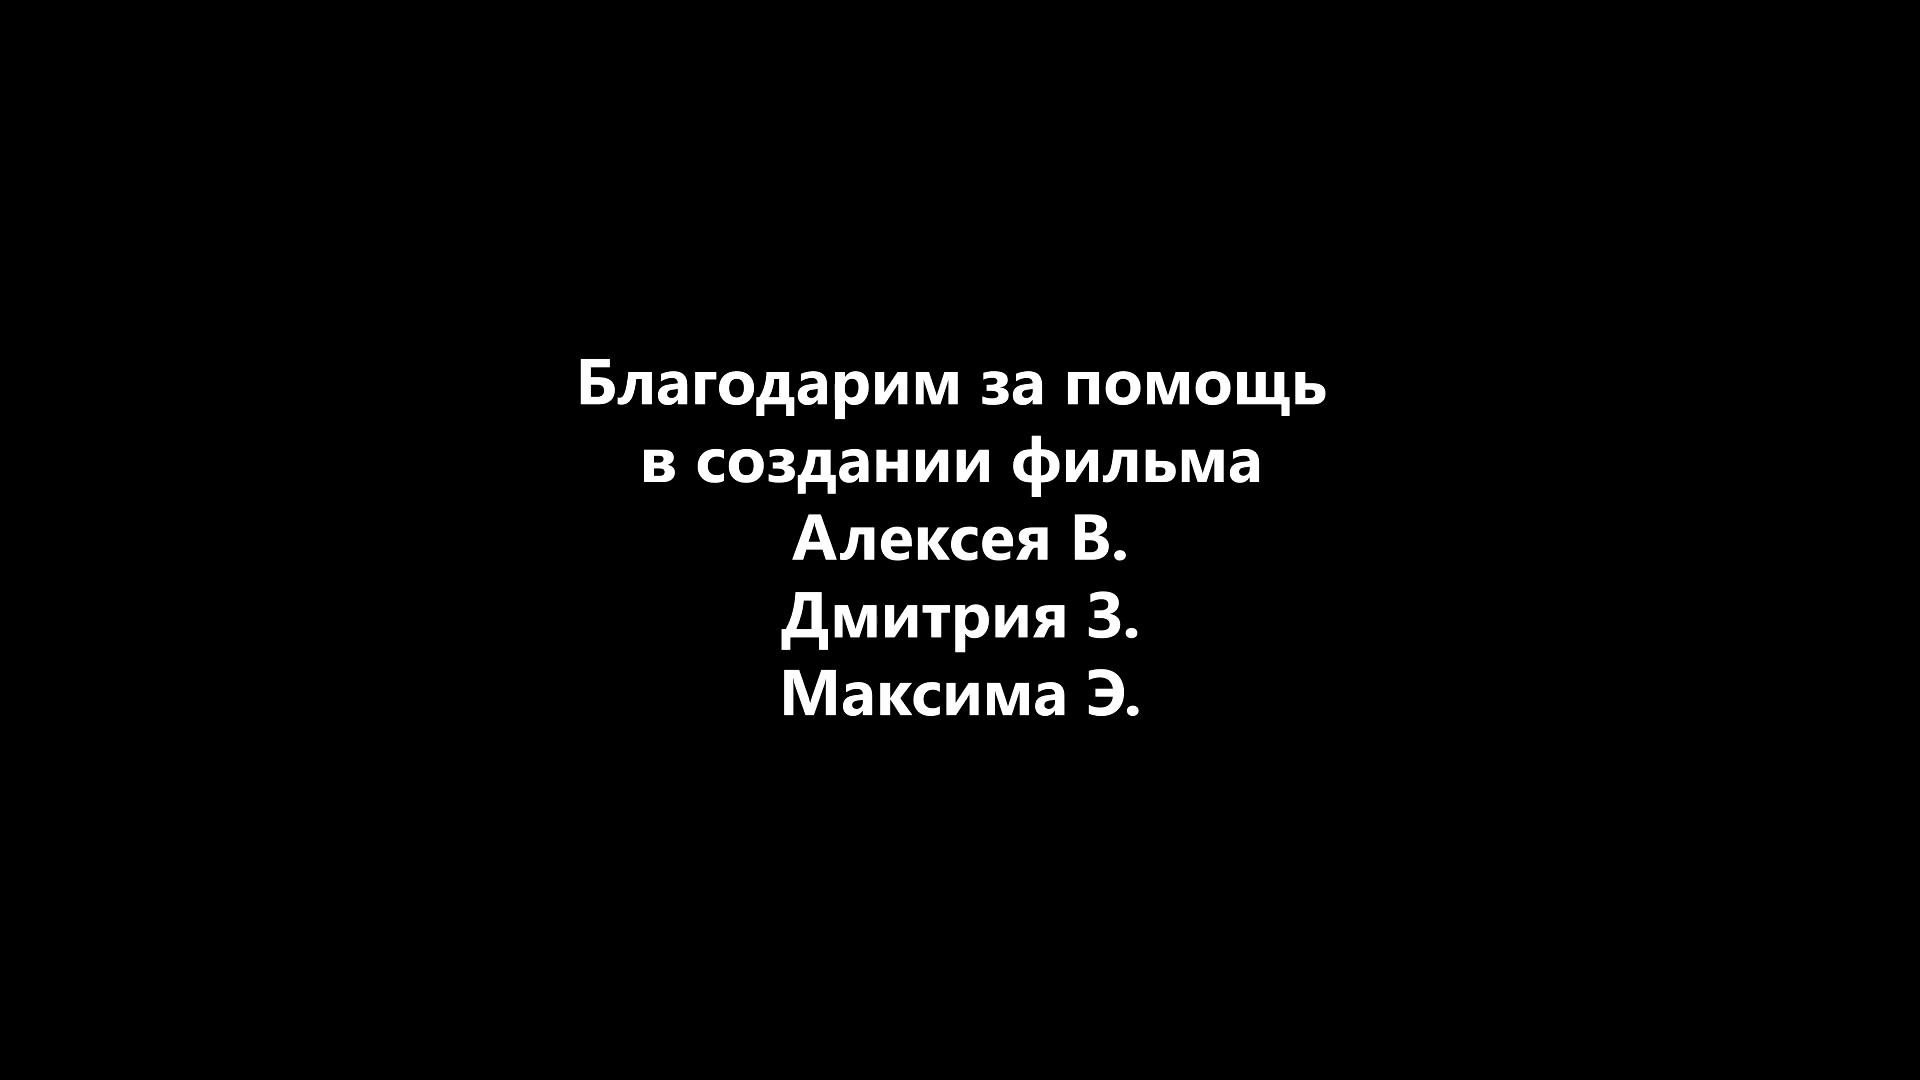 Благодарим за помощь
в создании фильма
Алексея В.
Дмитрия З.
Максима Э.